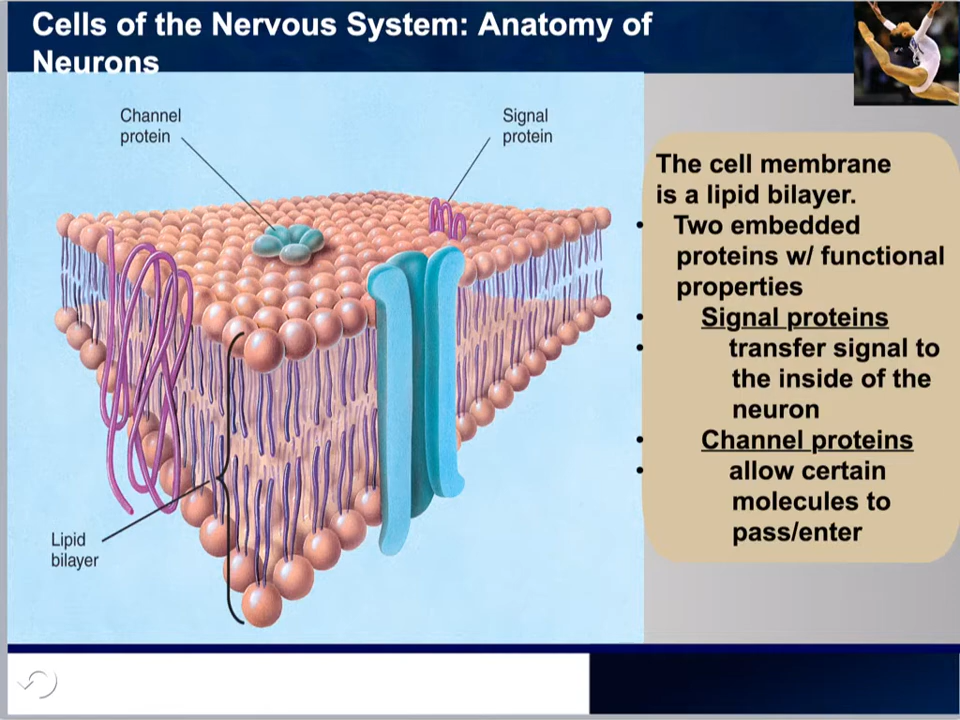 Cells of the Nervous System: Anatomy of
Neurons
Channel
protein
Signal
protein
Lipid
bilayer
The cell membrane
is a lipid bilayer.
• Two embedded
proteins w/ functional
properties
• Signal proteins
• transfer signal to
the inside of the
neuron
• Channel proteins
• allow certain
molecules to
pass/enter